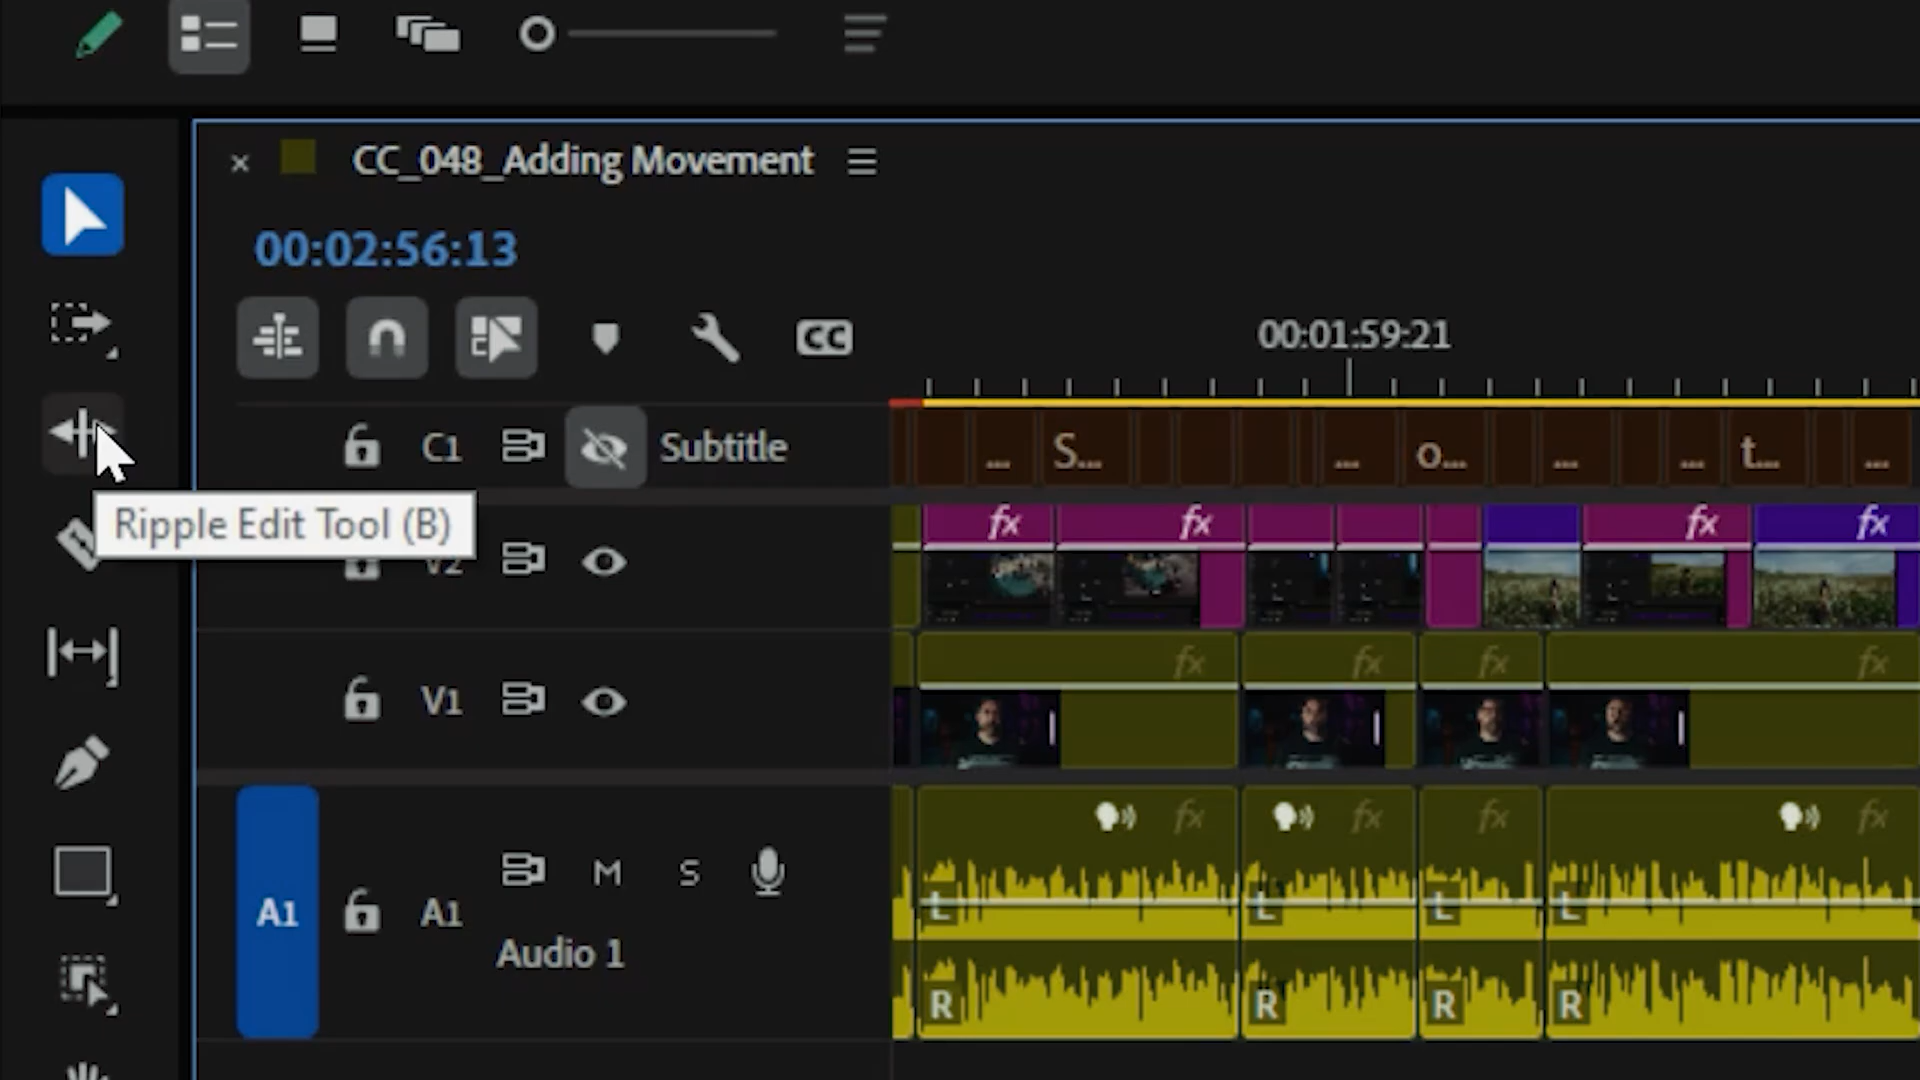 CC_048_Adding Movement
00:02:56:13
CC
00:01:59:21
C1 Subtitle
... S... ... o... ... ... t... ...
Ripple Edit Tool (B)
fx fx fx fx
V2
V1
fx fx fx fx
A1 A1 M S
Audio 1
fx fx fx fx
L L L L
R R R R